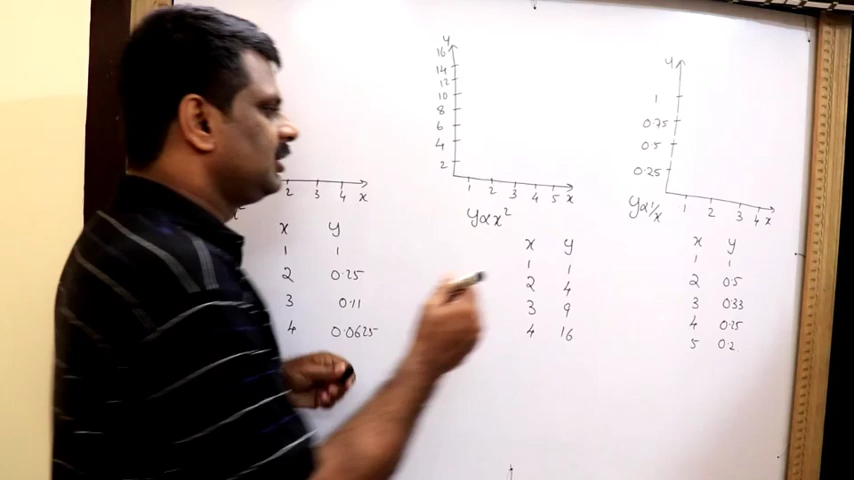 2 3 4 x
x y
1 1
2 0.25
3 0.11
4 0.0625
y
16
14
12
10
8
6
4
2
1 2 3 4 5 x
y∝x²
x y
1 1
2 4
3 9
4 16
y
1
0.75
0.5
0.25
1 2 3 4 x
y∝1/x
x y
1 1
2 0.5
3 0.33
4 0.25
5 0.2